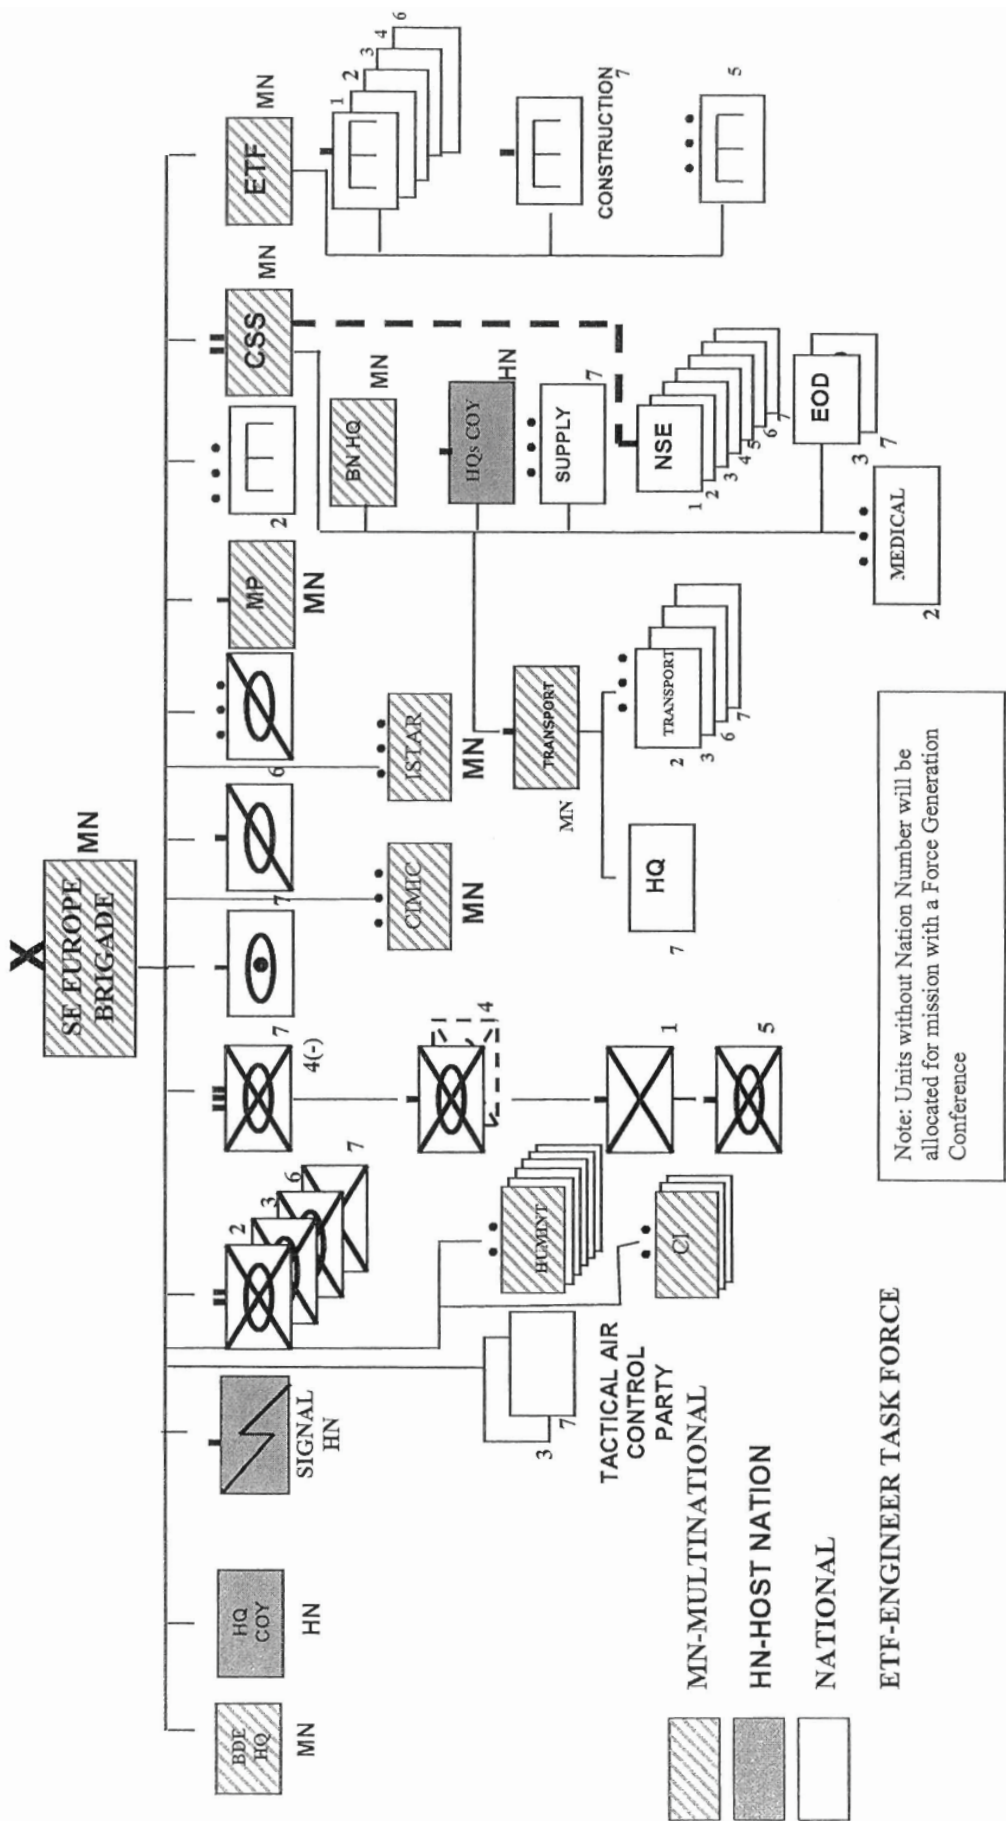 X
SE EUROPE
BRIGADE
MN
BDE
HQ
MN
HQ
COY
HN
SIGNAL
HN
2
3
6
7
7
4(-)
7
6
MP
MN
2
CSS
MN
ETF
MN
TACTICAL AIR
CONTROL
PARTY
3
7
HUMINT
CI
4
1
5
CIMIC
MN
ISTAR
MN
BN HQ
MN
HQs COY
HN
SUPPLY
7
NSE
1
2
3
4
5
6
7
EOD
3
7
MEDICAL
2
TRANSPORT
MN
HQ
7
TRANSPORT
2
3
6
7
1
2
3
4
6
CONSTRUCTION
7
5
MN-MULTINATIONAL
HN-HOST NATION
NATIONAL
ETF-ENGINEER TASK FORCE
Note: Units without Nation Number will be
allocated for mission with a Force Generation
Conference